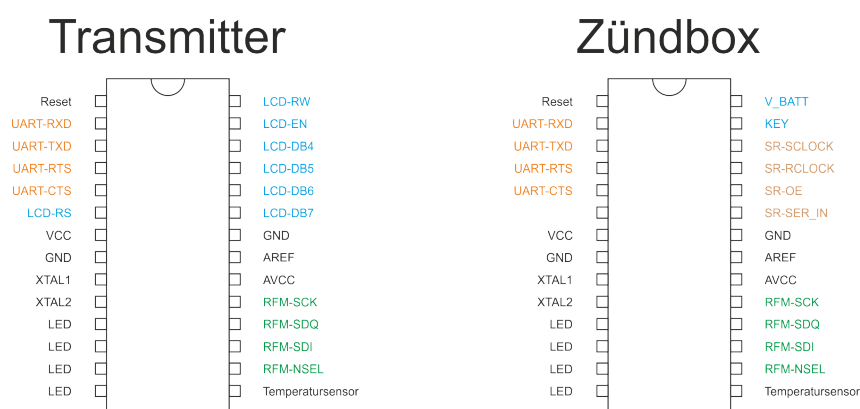 Transmitter
Reset LCD-RW
UART-RXD LCD-EN
UART-TXD LCD-DB4
UART-RTS LCD-DB5
UART-CTS LCD-DB6
LCD-RS LCD-DB7
VCC GND
GND AREF
XTAL1 AVCC
XTAL2 RFM-SCK
LED RFM-SDQ
LED RFM-SDI
LED RFM-NSEL
LED Temperatursensor
Zündbox
Reset V_BATT
UART-RXD KEY
UART-TXD SR-SCLOCK
UART-RTS SR-RCLOCK
UART-CTS SR-OE
SR-SER_IN
VCC GND
GND AREF
XTAL1 AVCC
XTAL2 RFM-SCK
LED RFM-SDQ
LED RFM-SDI
LED RFM-NSEL
LED Temperatursensor